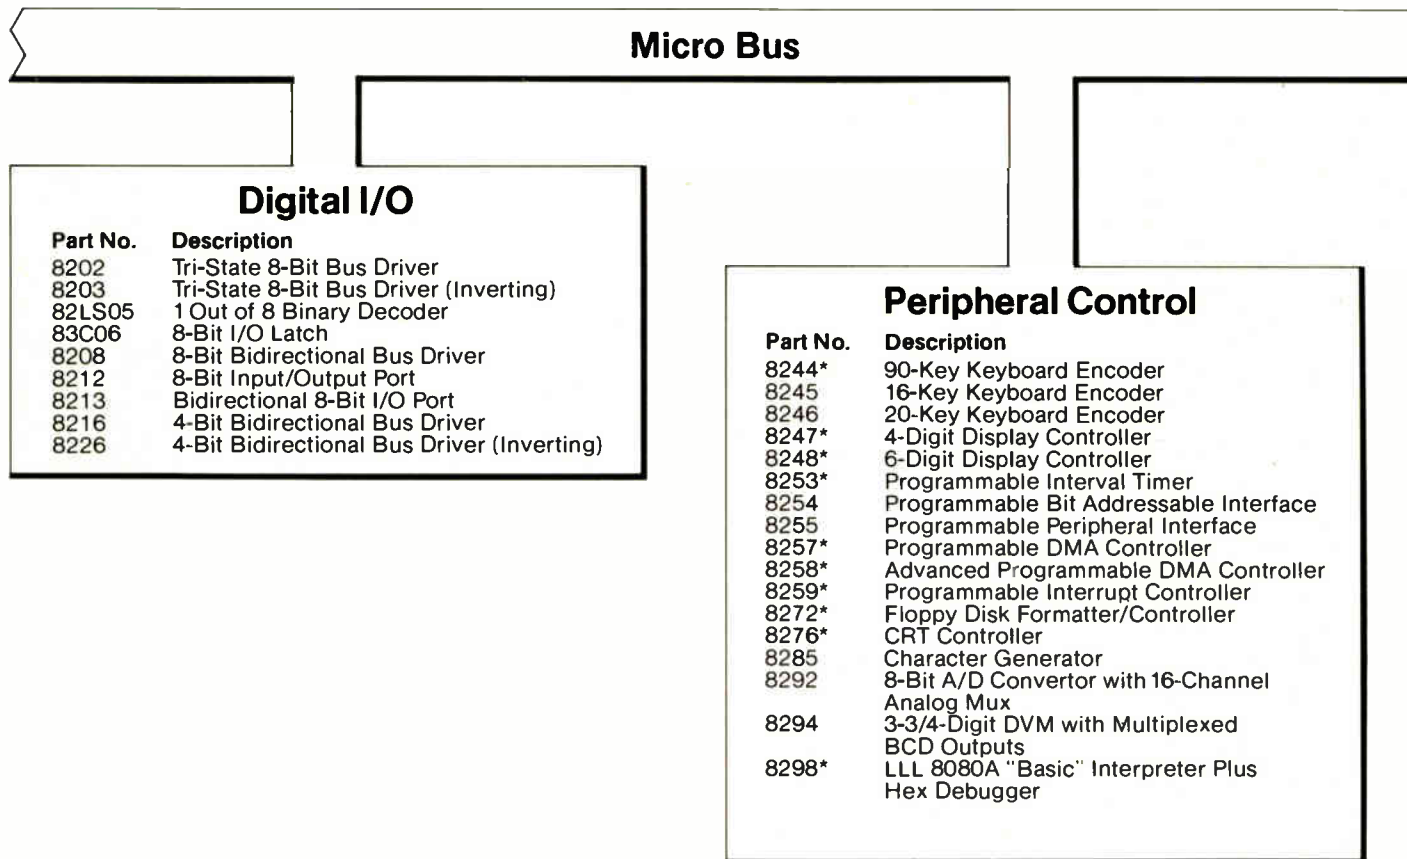 Micro Bus
Digital I/O
Part No. Description
8202 Tri-State 8-Bit Bus Driver
8203 Tri-State 8-Bit Bus Driver (Inverting)
82LS05 1 Out of 8 Binary Decoder
83C06 8-Bit I/O Latch
8208 8-Bit Bidirectional Bus Driver
8212 8-Bit Input/Output Port
8213 Bidirectional 8-Bit I/O Port
8216 4-Bit Bidirectional Bus Driver
8226 4-Bit Bidirectional Bus Driver (Inverting)
Peripheral Control
Part No. Description
8244* 90-Key Keyboard Encoder
8245 16-Key Keyboard Encoder
8246 20-Key Keyboard Encoder
8247* 4-Digit Display Controller
8248* 6-Digit Display Controller
8253* Programmable Interval Timer
8254 Programmable Bit Addressable Interface
8255 Programmable Peripheral Interface
8257* Programmable DMA Controller
8258* Advanced Programmable DMA Controller
8259* Programmable Interrupt Controller
8272* Floppy Disk Formatter/Controller
8276* CRT Controller
8285 Character Generator
8292 8-Bit A/D Convertor with 16-Channel
Analog Mux
8294 3-3/4-Digit DVM with Multiplexed
BCD Outputs
8298* LLL 8080A "Basic" Interpreter Plus
Hex Debugger